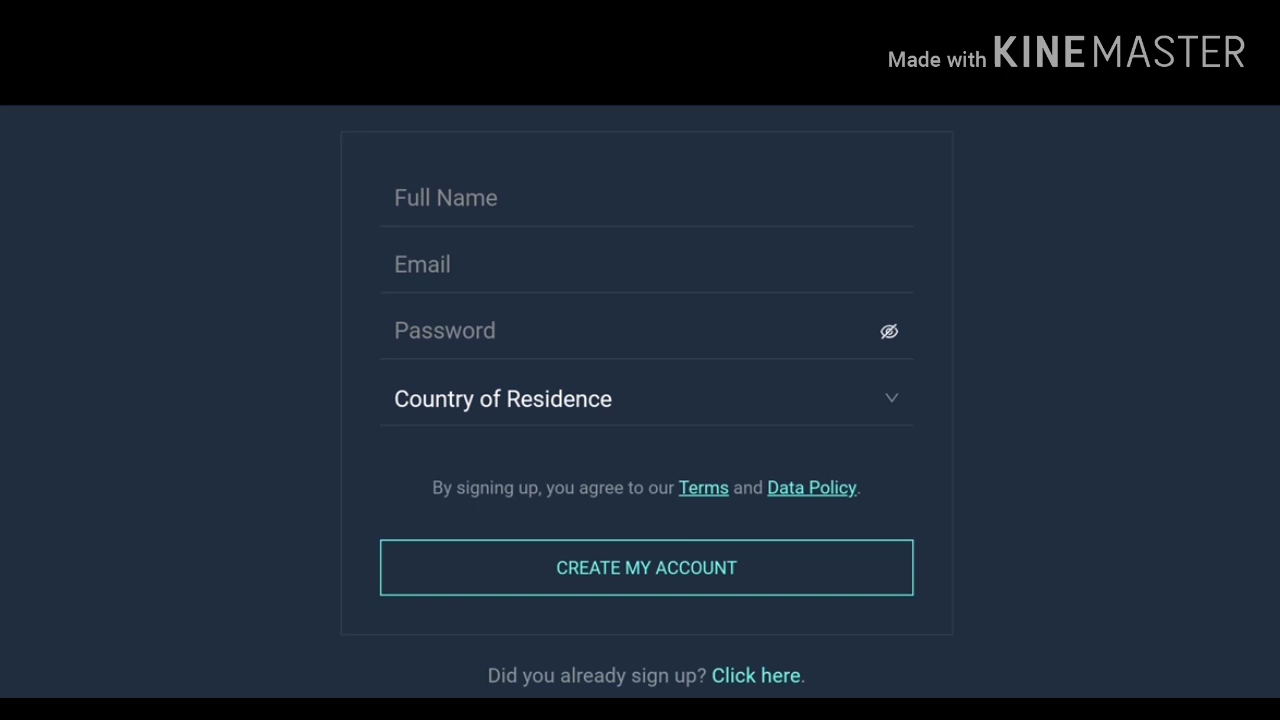 Made with KINEMASTER
Full Name
Email
Password
Country of Residence
By signing up, you agree to our Terms and Data Policy.
CREATE MY ACCOUNT
Did you already sign up? Click here.